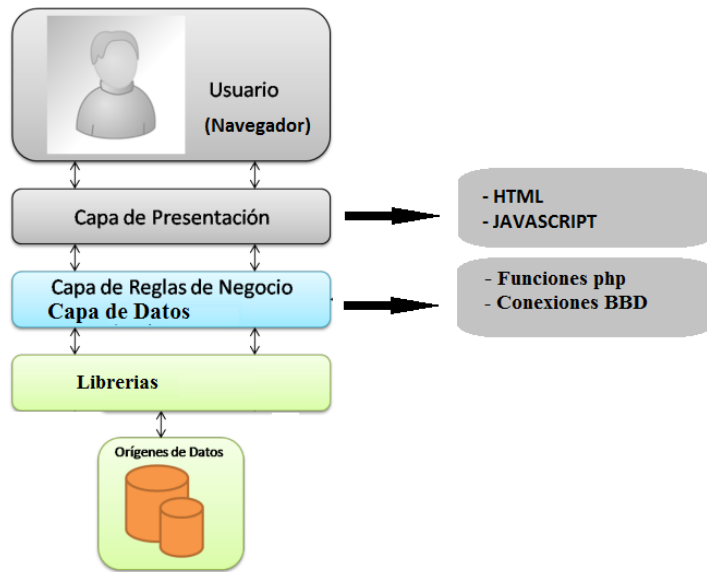 Usuario
(Navegador)
Capa de Presentación
- HTML
- JAVASCRIPT
Capa de Reglas de Negocio
Capa de Datos
- Funciones php
- Conexiones BBD
Librerias
Orígenes de Datos